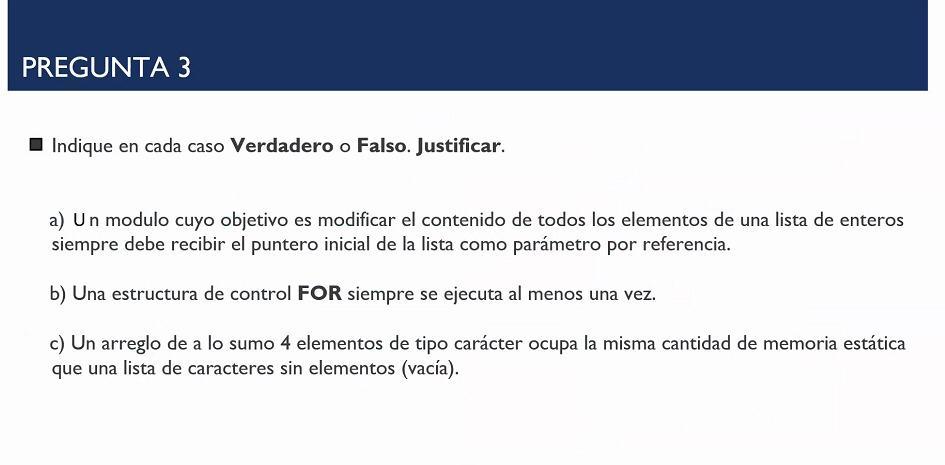 PREGUNTA 3
Indique en cada caso Verdadero o Falso. Justificar.
a) Un modulo cuyo objetivo es modificar el contenido de todos los elementos de una lista de enteros
siempre debe recibir el puntero inicial de la lista como parámetro por referencia.
b) Una estructura de control FOR siempre se ejecuta al menos una vez.
c) Un arreglo de a lo sumo 4 elementos de tipo carácter ocupa la misma cantidad de memoria estática
que una lista de caracteres sin elementos (vacía).